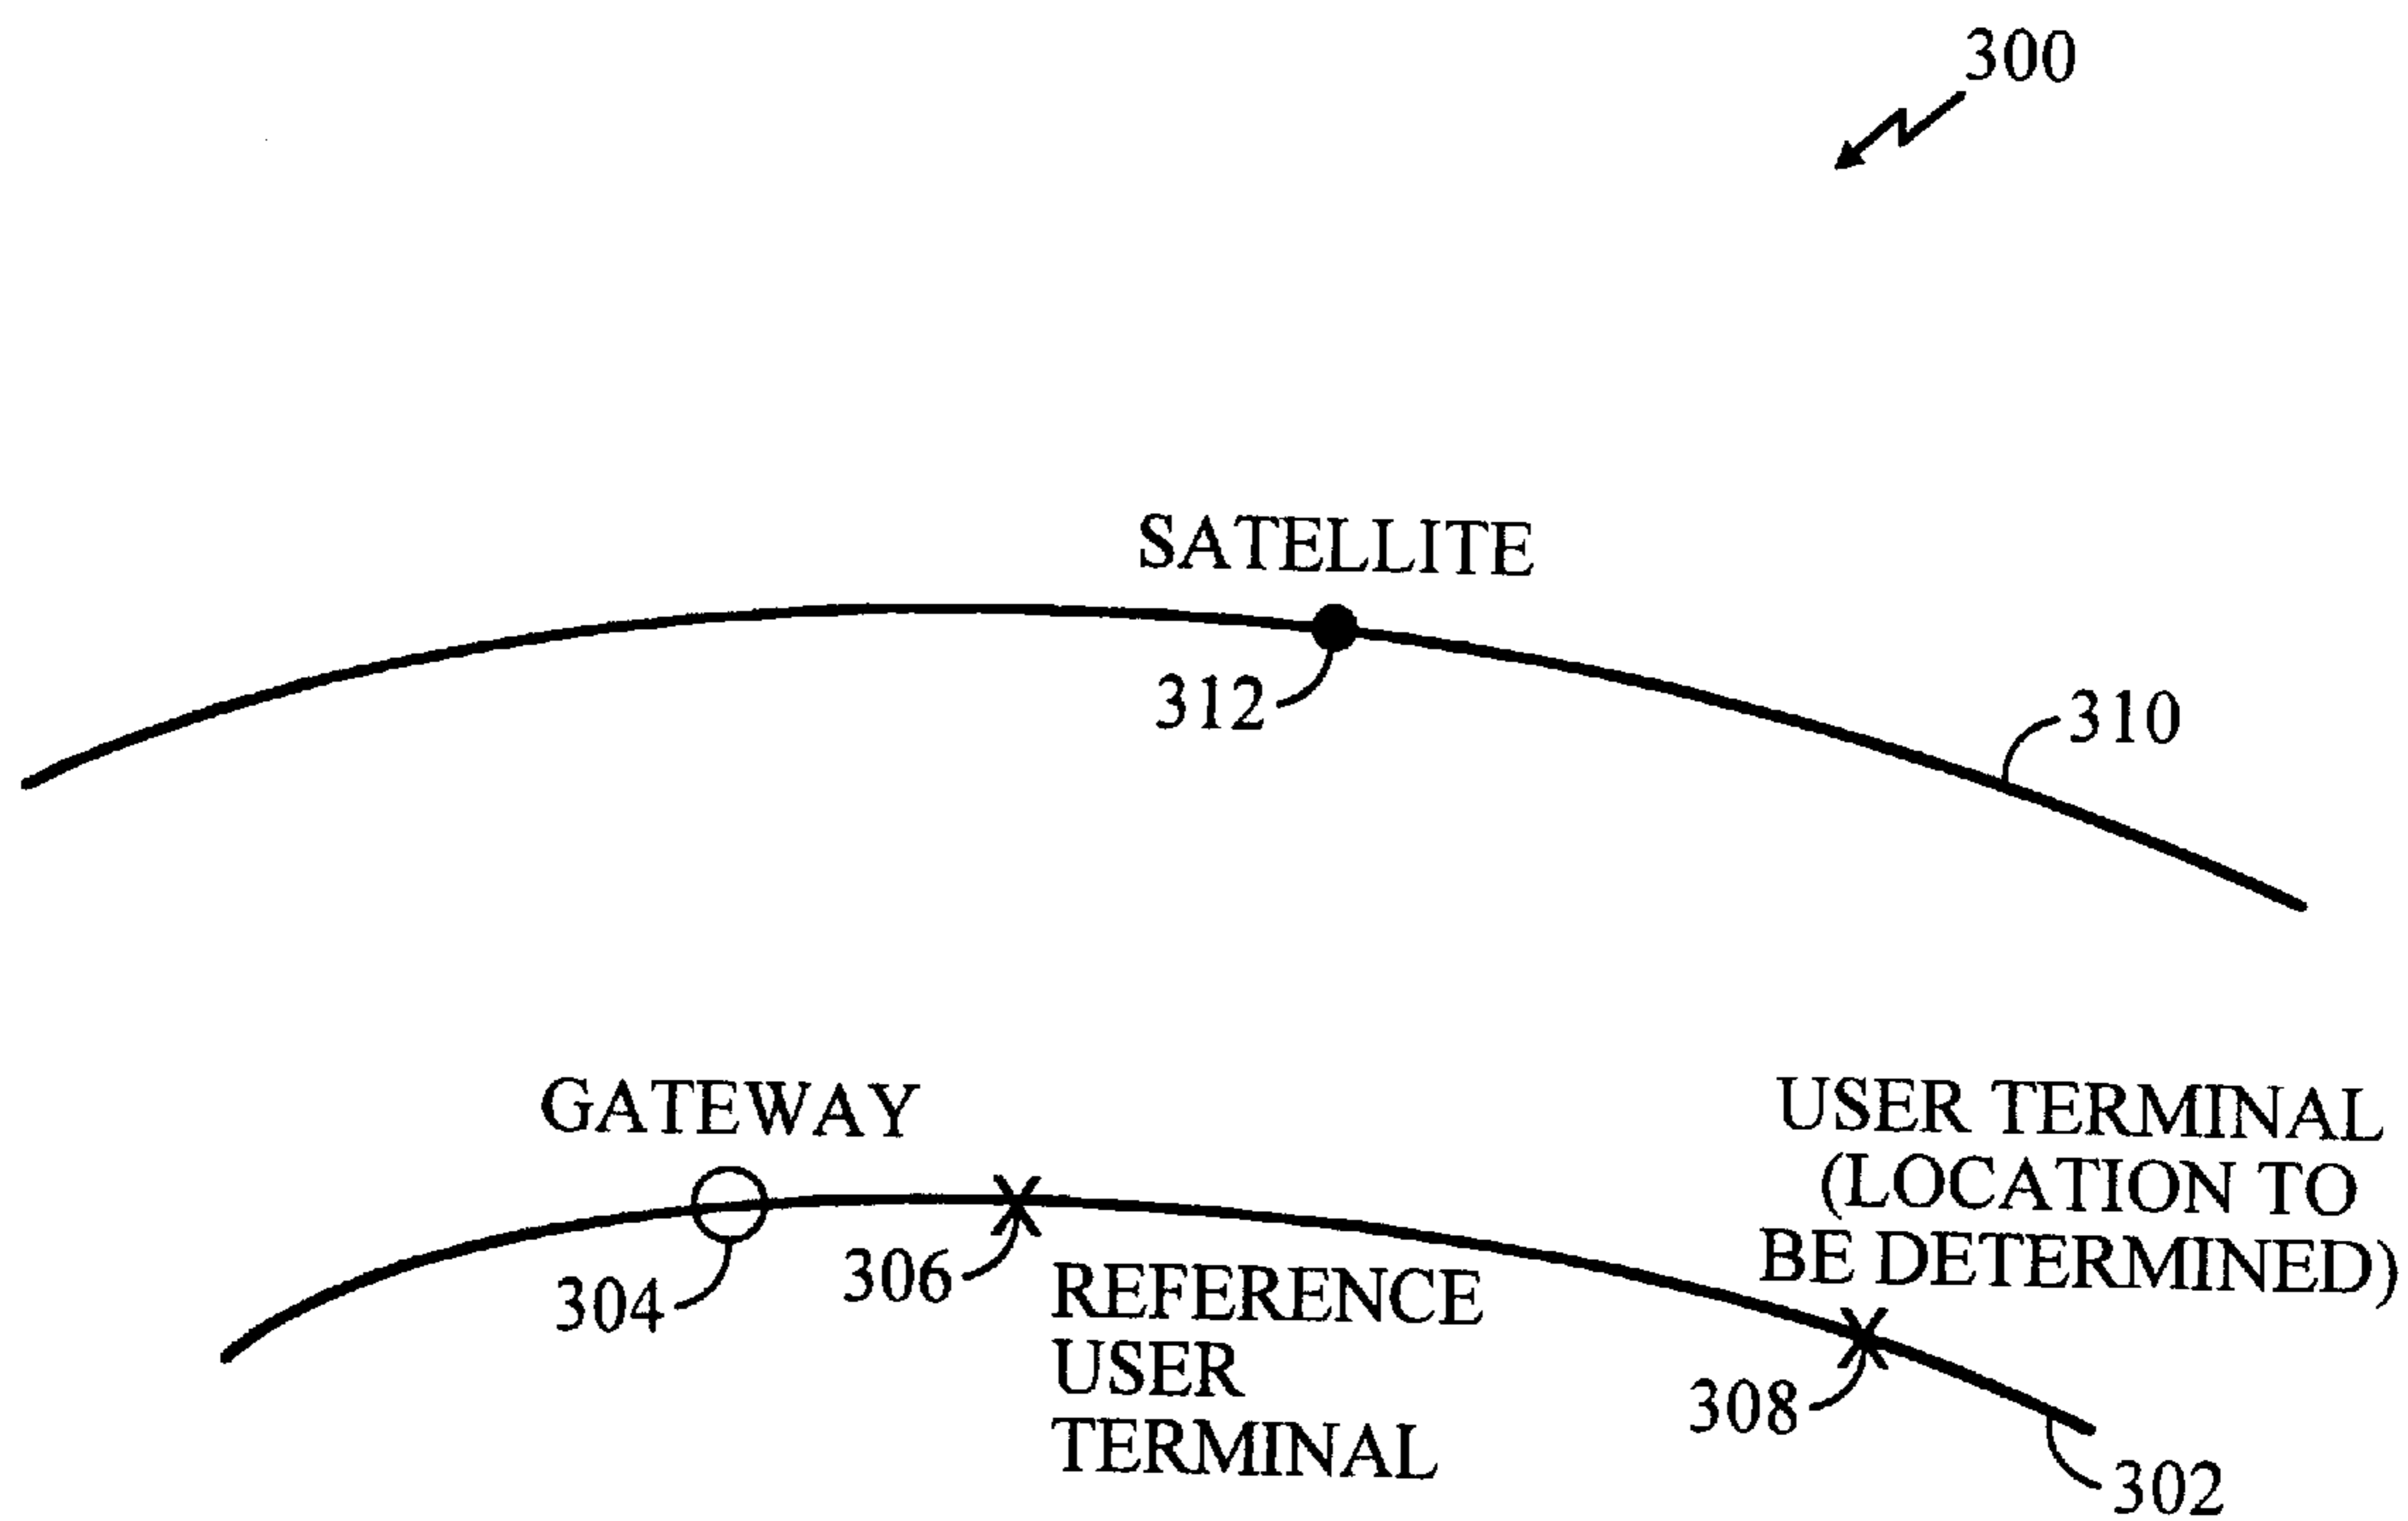 300
SATELLITE
312
310
GATEWAY
USER TERMINAL
(LOCATION TO
BE DETERMINED)
304
306
REFERENCE
USER
TERMINAL
308
302